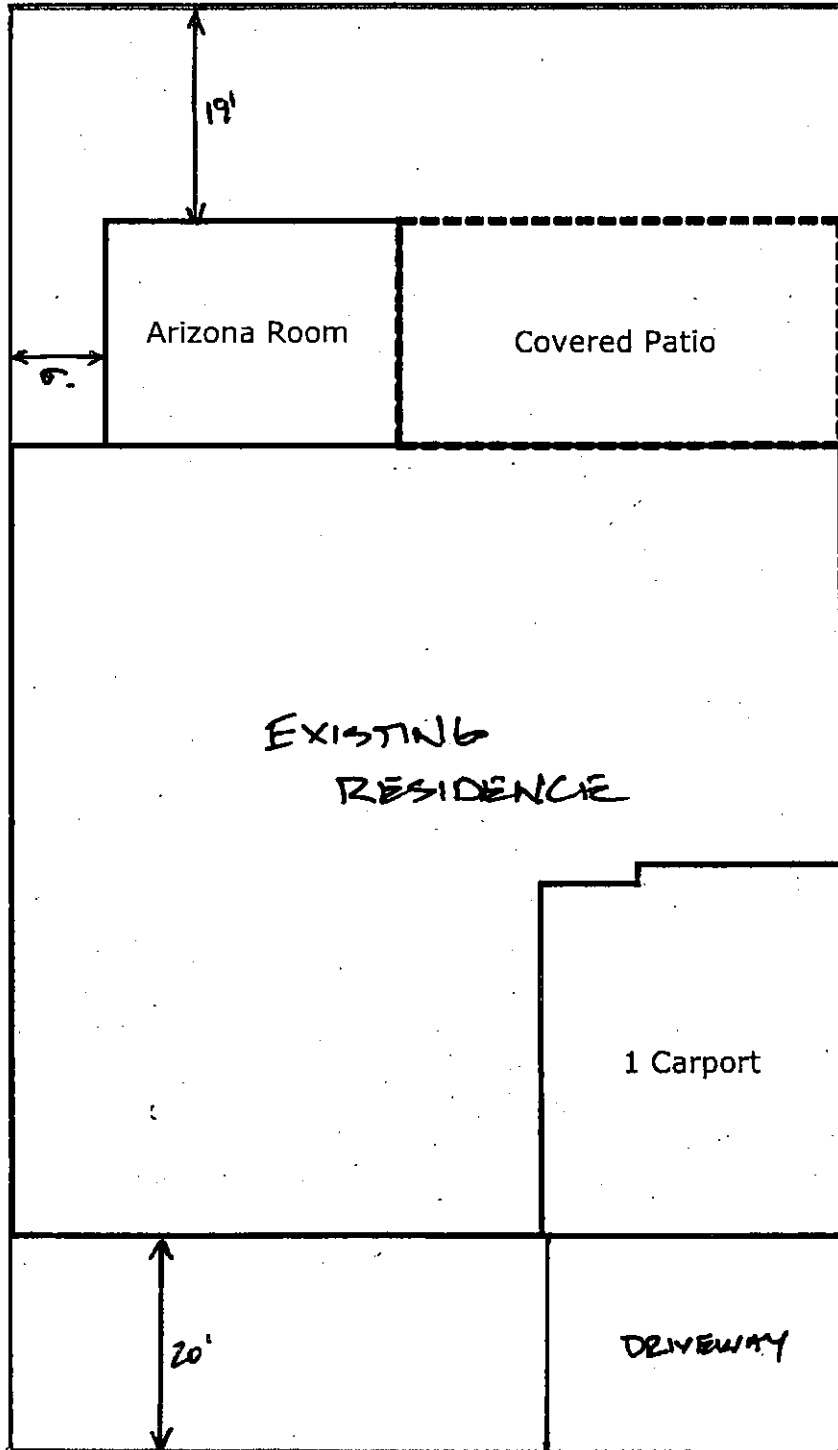 19'
Arizona Room
Covered Patio
EXISTING
RESIDENCE
1 Carport
20'
DRIVEWAY